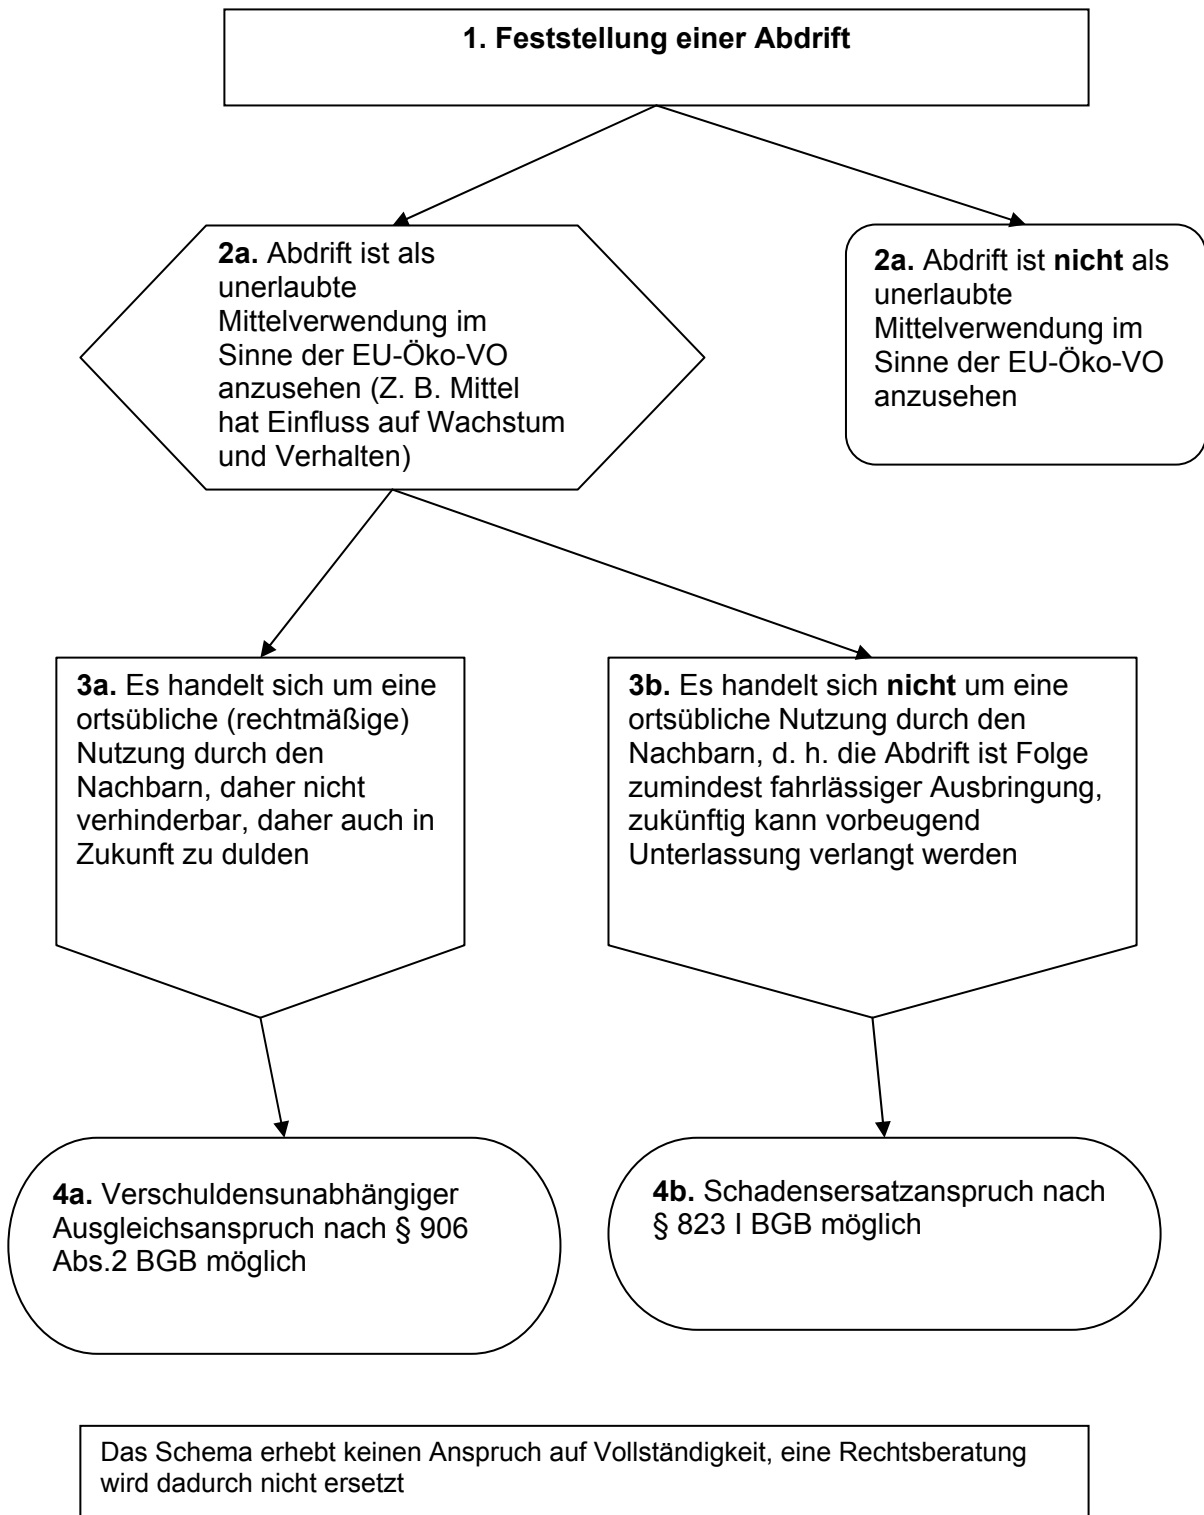 1. Feststellung einer Abdrift
2a. Abdrift ist als
unerlaubte
Mittelverwendung im
Sinne der EU-Öko-VO
anzusehen (Z. B. Mittel
hat Einfluss auf Wachstum
und Verhalten)
2a. Abdrift ist nicht als
unerlaubte
Mittelverwendung im
Sinne der EU-Öko-VO
anzusehen
3a. Es handelt sich um eine
ortsübliche (rechtmäßige)
Nutzung durch den
Nachbarn, daher nicht
verhinderbar, daher auch in
Zukunft zu dulden
3b. Es handelt sich nicht um eine
ortsübliche Nutzung durch den
Nachbarn, d. h. die Abdrift ist Folge
zumindest fahrlässiger Ausbringung,
zukünftig kann vorbeugend
Unterlassung verlangt werden
4a. Verschuldensunabhängiger
Ausgleichsanspruch nach § 906
Abs.2 BGB möglich
4b. Schadensersatzanspruch nach
§ 823 I BGB möglich
Das Schema erhebt keinen Anspruch auf Vollständigkeit, eine Rechtsberatung
wird dadurch nicht ersetzt